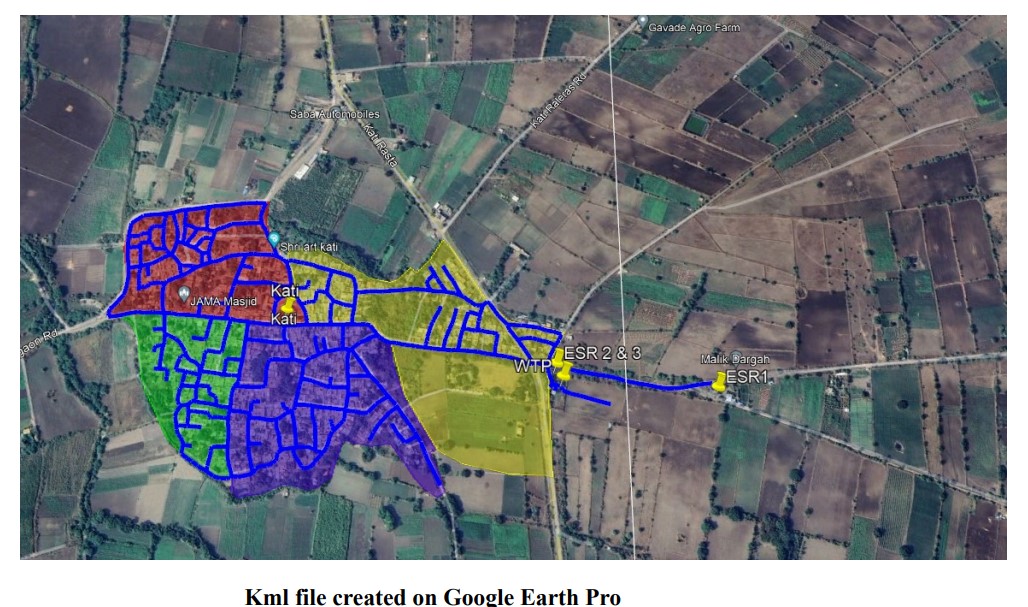 Gavade Agro Farm
Saba Automobiles
Kati Rasta
Kati Raleras Rd
Shri art kati
Kati
JAMA Masjid
Kati
gaon Rd
ESR 2 & 3
WTP
Malik Dargah
ESR1
Kml file created on Google Earth Pro